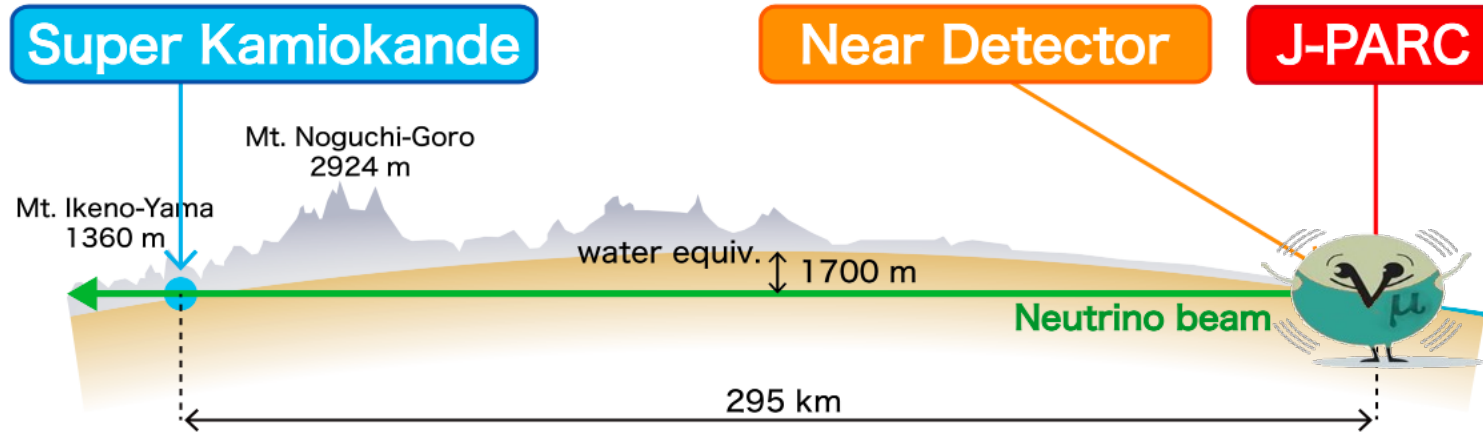 Super Kamiokande
Near Detector
J-PARC
Mt. Noguchi-Goro
2924 m
Mt. Ikeno-Yama
1360 m
water equiv.
1700 m
Neutrino beam
μ
295 km